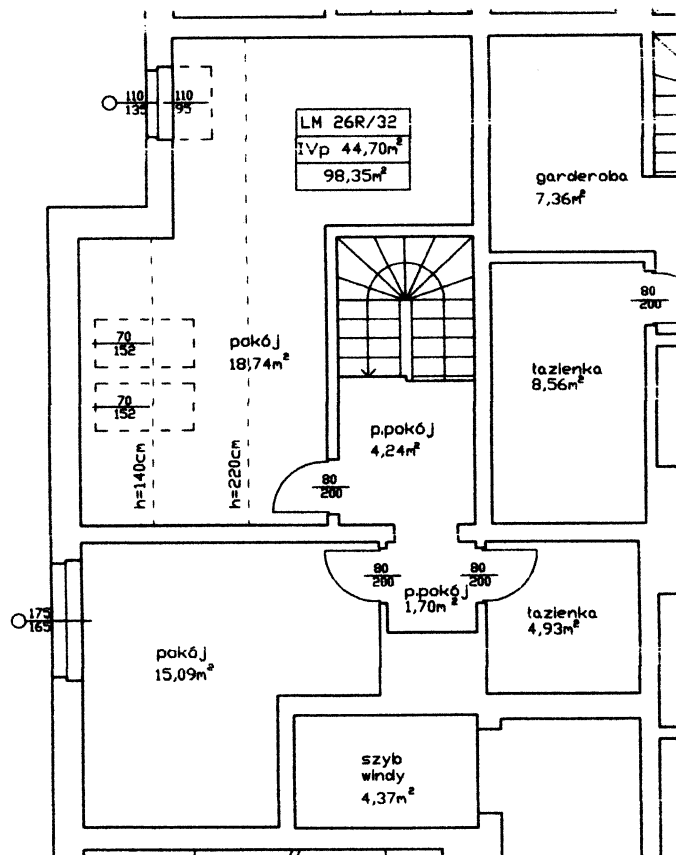 110
135
110
95
LM 26R/32
IVp 44,70m²
98,35m²
garderoba
7,36m²
80
200
70
152
pokój
18,74m²
łazienka
8,56m²
70
152
p.pokój
4,24m²
h=140cm
h=220cm
80
200
80
200
80
200
p.pokój
1,70m²
łazienka
4,93m²
175
165
pokój
15,09m²
szyb
windy
4,37m²